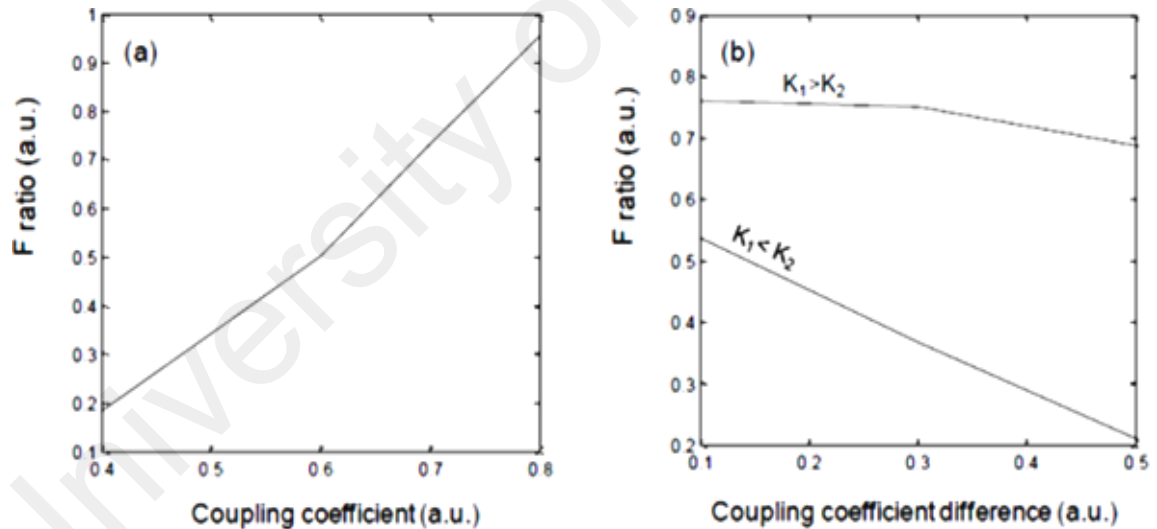 (a)
F ratio (a.u.)
1
0.9
0.8
0.7
0.6
0.5
0.4
0.3
0.2
0.1
0.4 0.5 0.6 0.7 0.8
Coupling coefficient (a.u.)
(b)
F ratio (a.u.)
0.9
0.8
0.7
0.6
0.5
0.4
0.3
0.2
K₁>K₂
K₁<K₂
0.1 0.2 0.3 0.4 0.5
Coupling coefficient difference (a.u.)
University